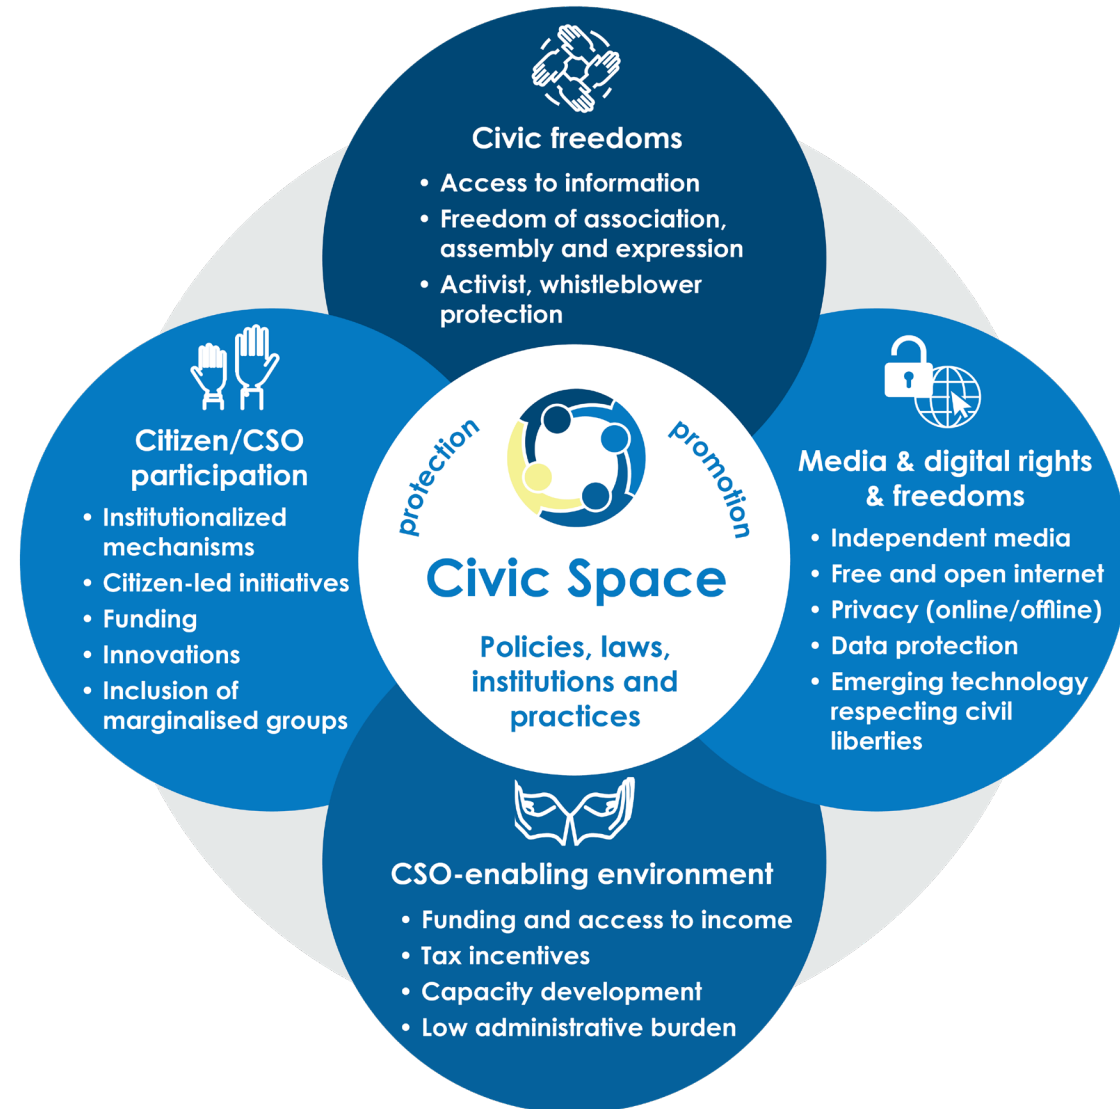 Civic freedoms
• Access to information
• Freedom of association,
assembly and expression
• Activist, whistleblower
protection
Citizen/CSO
participation
• Institutionalized
mechanisms
• Citizen-led initiatives
• Funding
• Innovations
• Inclusion of
marginalised groups
protection
promotion
Civic Space
Policies, laws,
institutions and
practices
Media & digital rights
& freedoms
• Independent media
• Free and open internet
• Privacy (online/offline)
• Data protection
• Emerging technology
respecting civil
liberties
CSO-enabling environment
• Funding and access to income
• Tax incentives
• Capacity development
• Low administrative burden